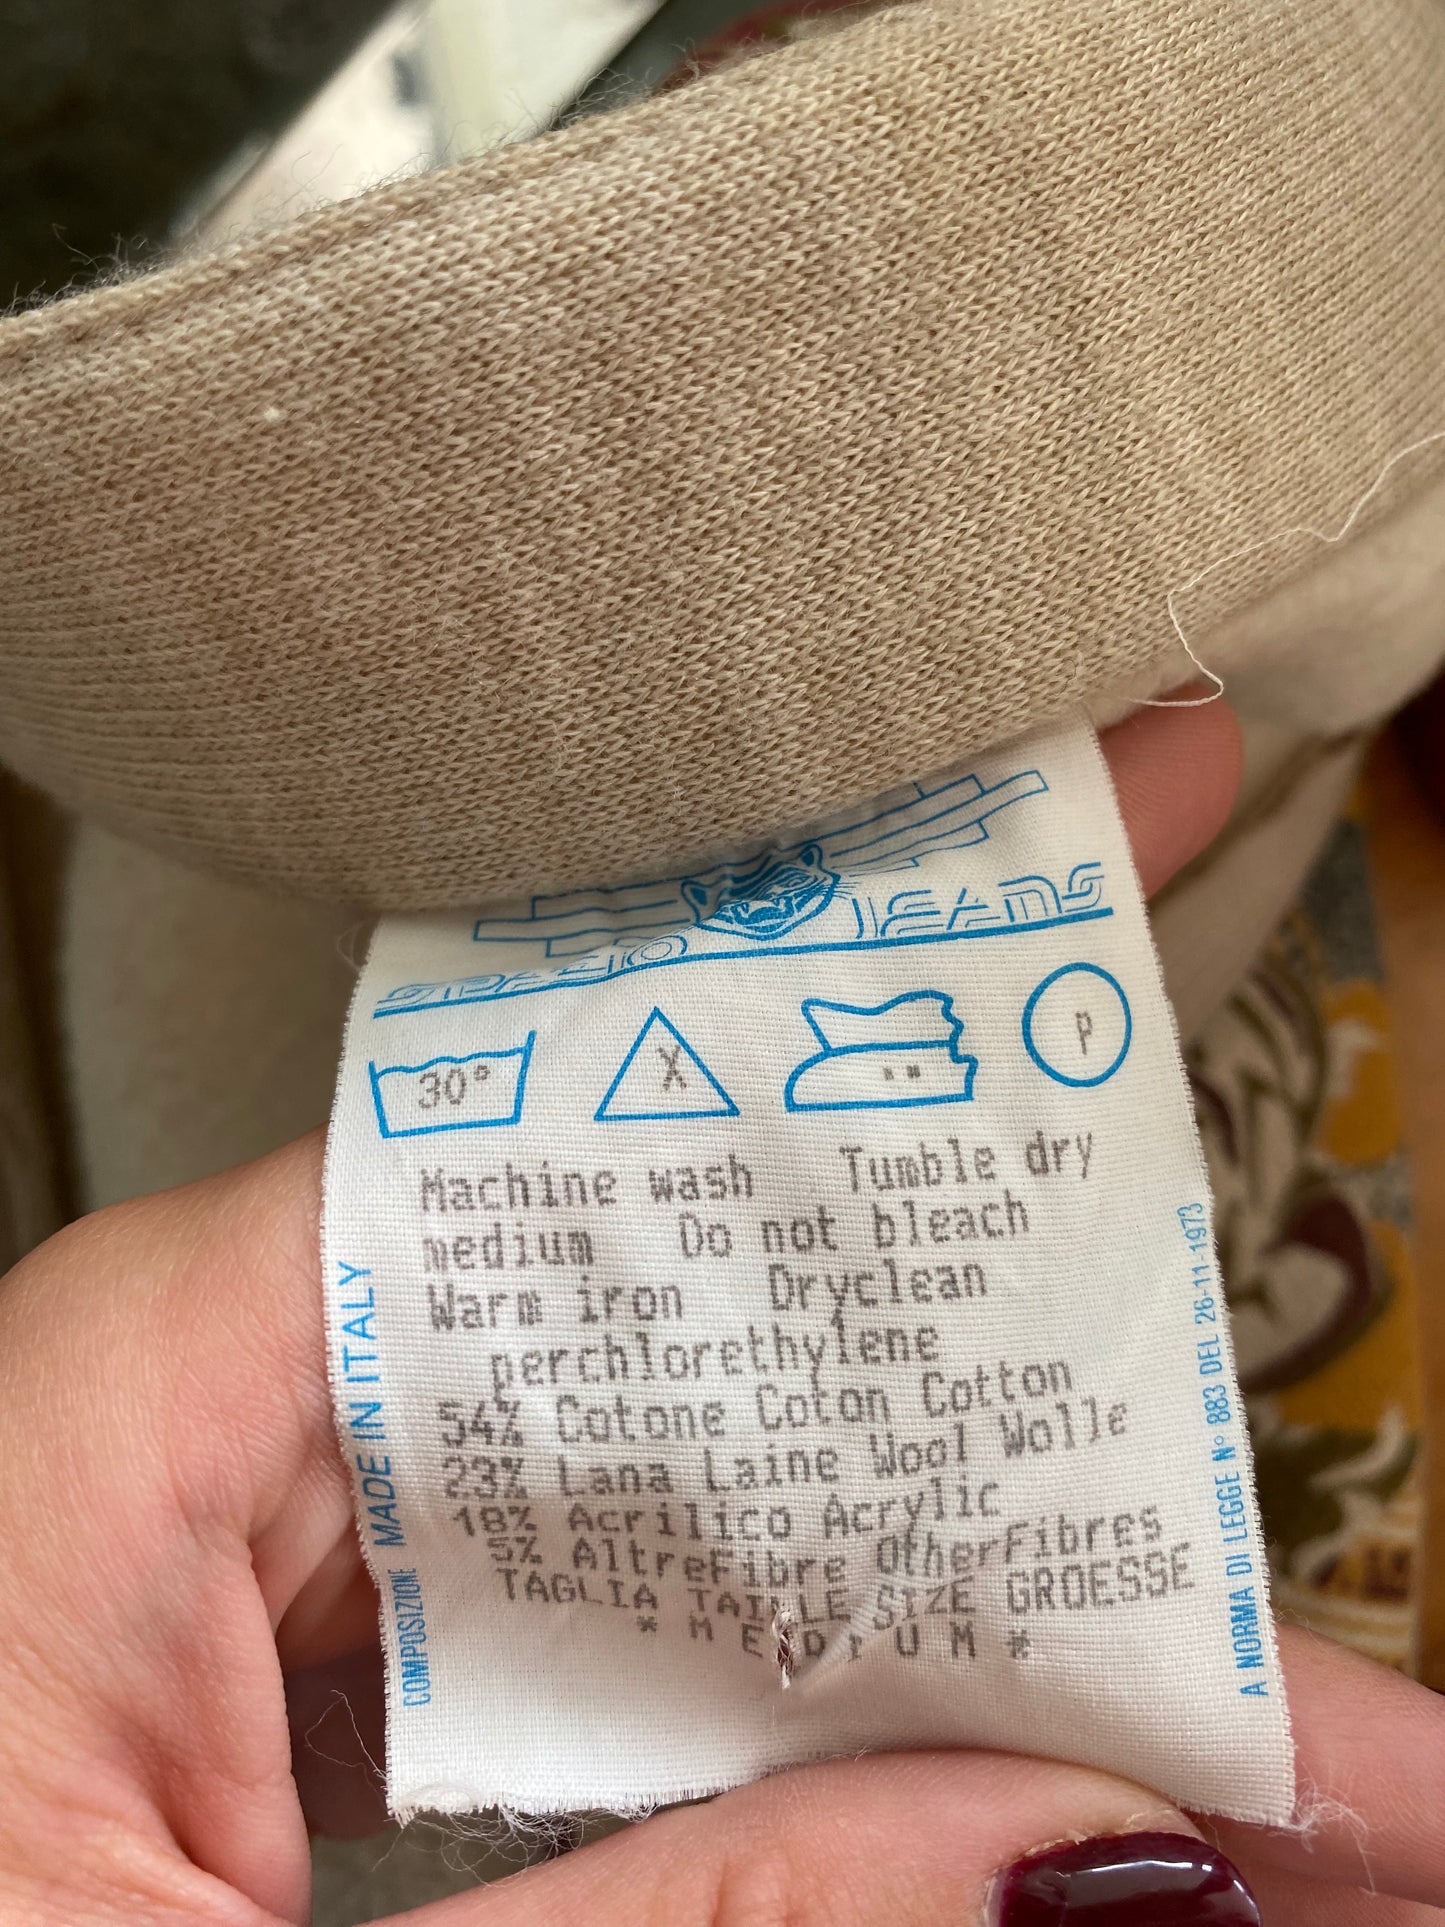 JEANS
30°
X
P
Machine wash Tumble dry
medium Do not bleach
Warm iron Dryclean
perchlorethylene
54% Cotone Coton Cotton
23% Lana Laine Wool Wolle
18% Acrilico Acrylic
5% AltreFibre OtherFibres
TAGLIA TAILLE SIZE GROESSE
* M E D I U M *
COMPOSIZIONE MADE IN ITALY
A NORMA DI LEGGE N° 883 DEL 26-11-1973